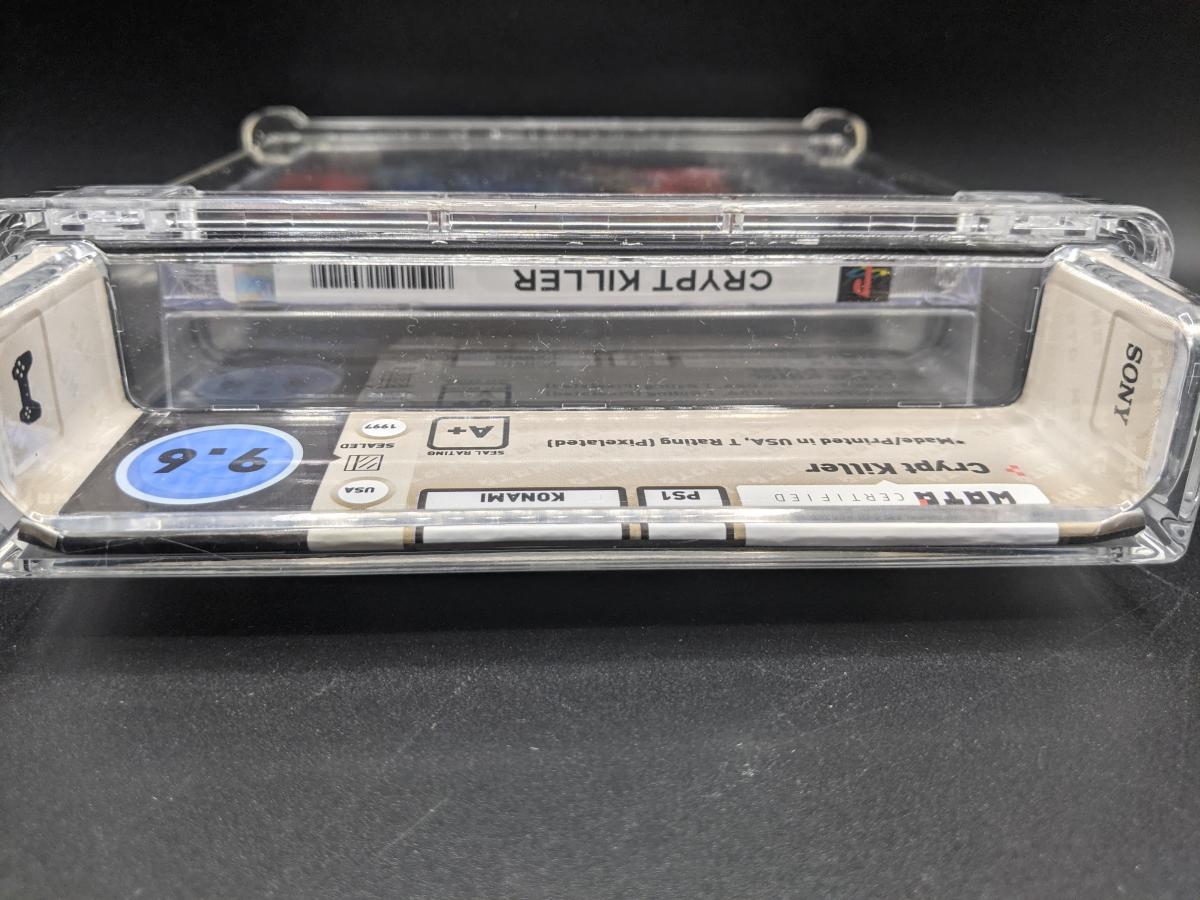 WATA CERTIFIED
PS1
KONAMI
USA
Crypt Killer
*Made/Printed in USA, T Rating (Pixelated)
SEAL RATING
A+
SEALED
1997
9.6
SONY
CRYPT KILLER